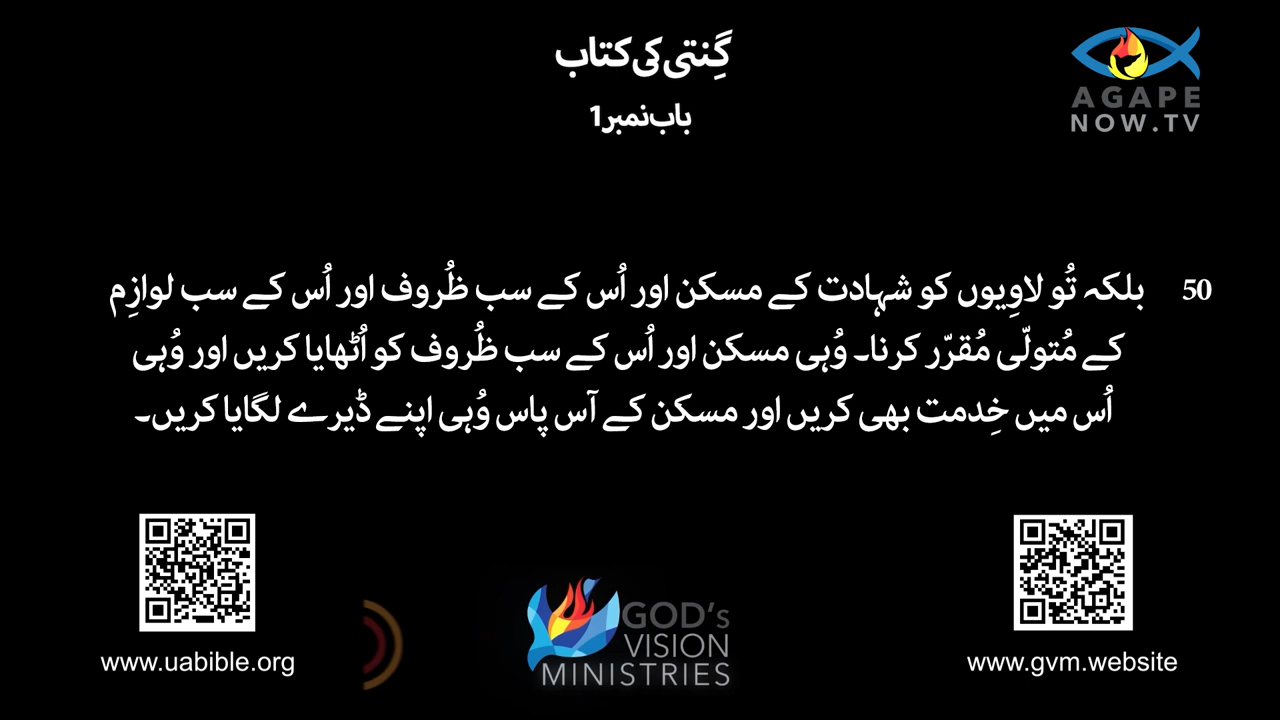 گِنتی کی کتاب
باب نمبر 1
AGAPE
NOW.TV
50 بلکہ تُو لاوِیوں کو شہادت کے مسکن اور اُس کے سب ظُروف اور اُس کے سب لوازِم
کے مُتولّی مُقرّر کرنا۔ وُہی مسکن اور اُس کے سب ظُروف کو اُٹھایا کریں اور وُہی
اُس میں خِدمت بھی کریں اور مسکن کے آس پاس وُہی اپنے ڈیرے لگایا کریں۔
www.uabible.org
GOD's
VISION
MINISTRIES
www.gvm.website